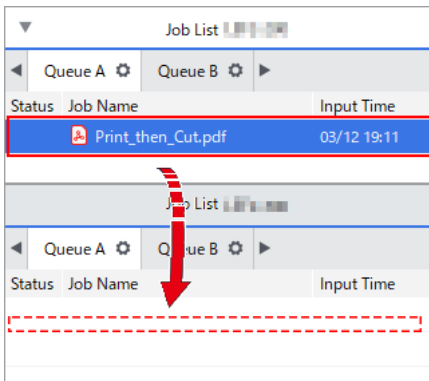 Job List
Queue A Queue B
Status Job Name Input Time
Print_then_Cut.pdf 03/12 19:11
Job List
Queue A Queue B
Status Job Name Input Time